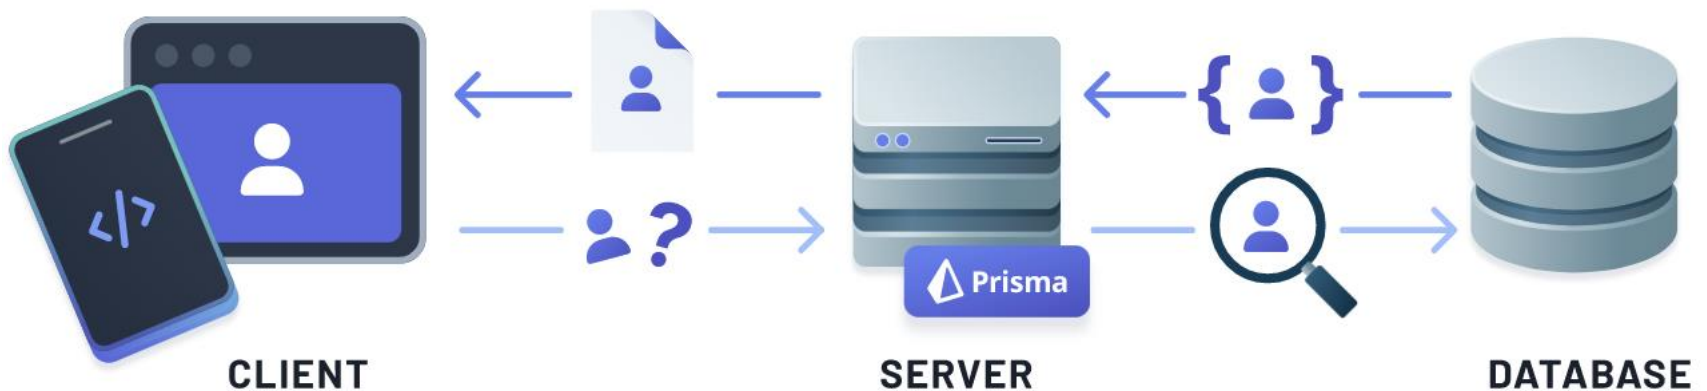 </>
?
{ }
Prisma
CLIENT
SERVER
DATABASE